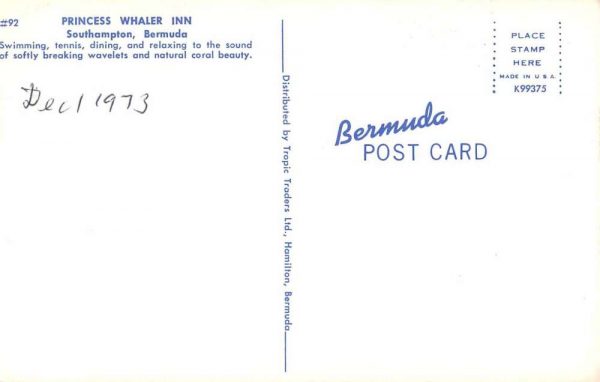 #92
PRINCESS WHALER INN
Southampton, Bermuda
Swimming, tennis, dining, and relaxing to the sound
of softly breaking wavelets and natural coral beauty.
Dec 1 1973
Distributed by Tropic Traders Ltd., Hamilton, Bermuda
PLACE
STAMP
HERE
MADE IN U.S.A.
K99375
Bermuda
POST CARD